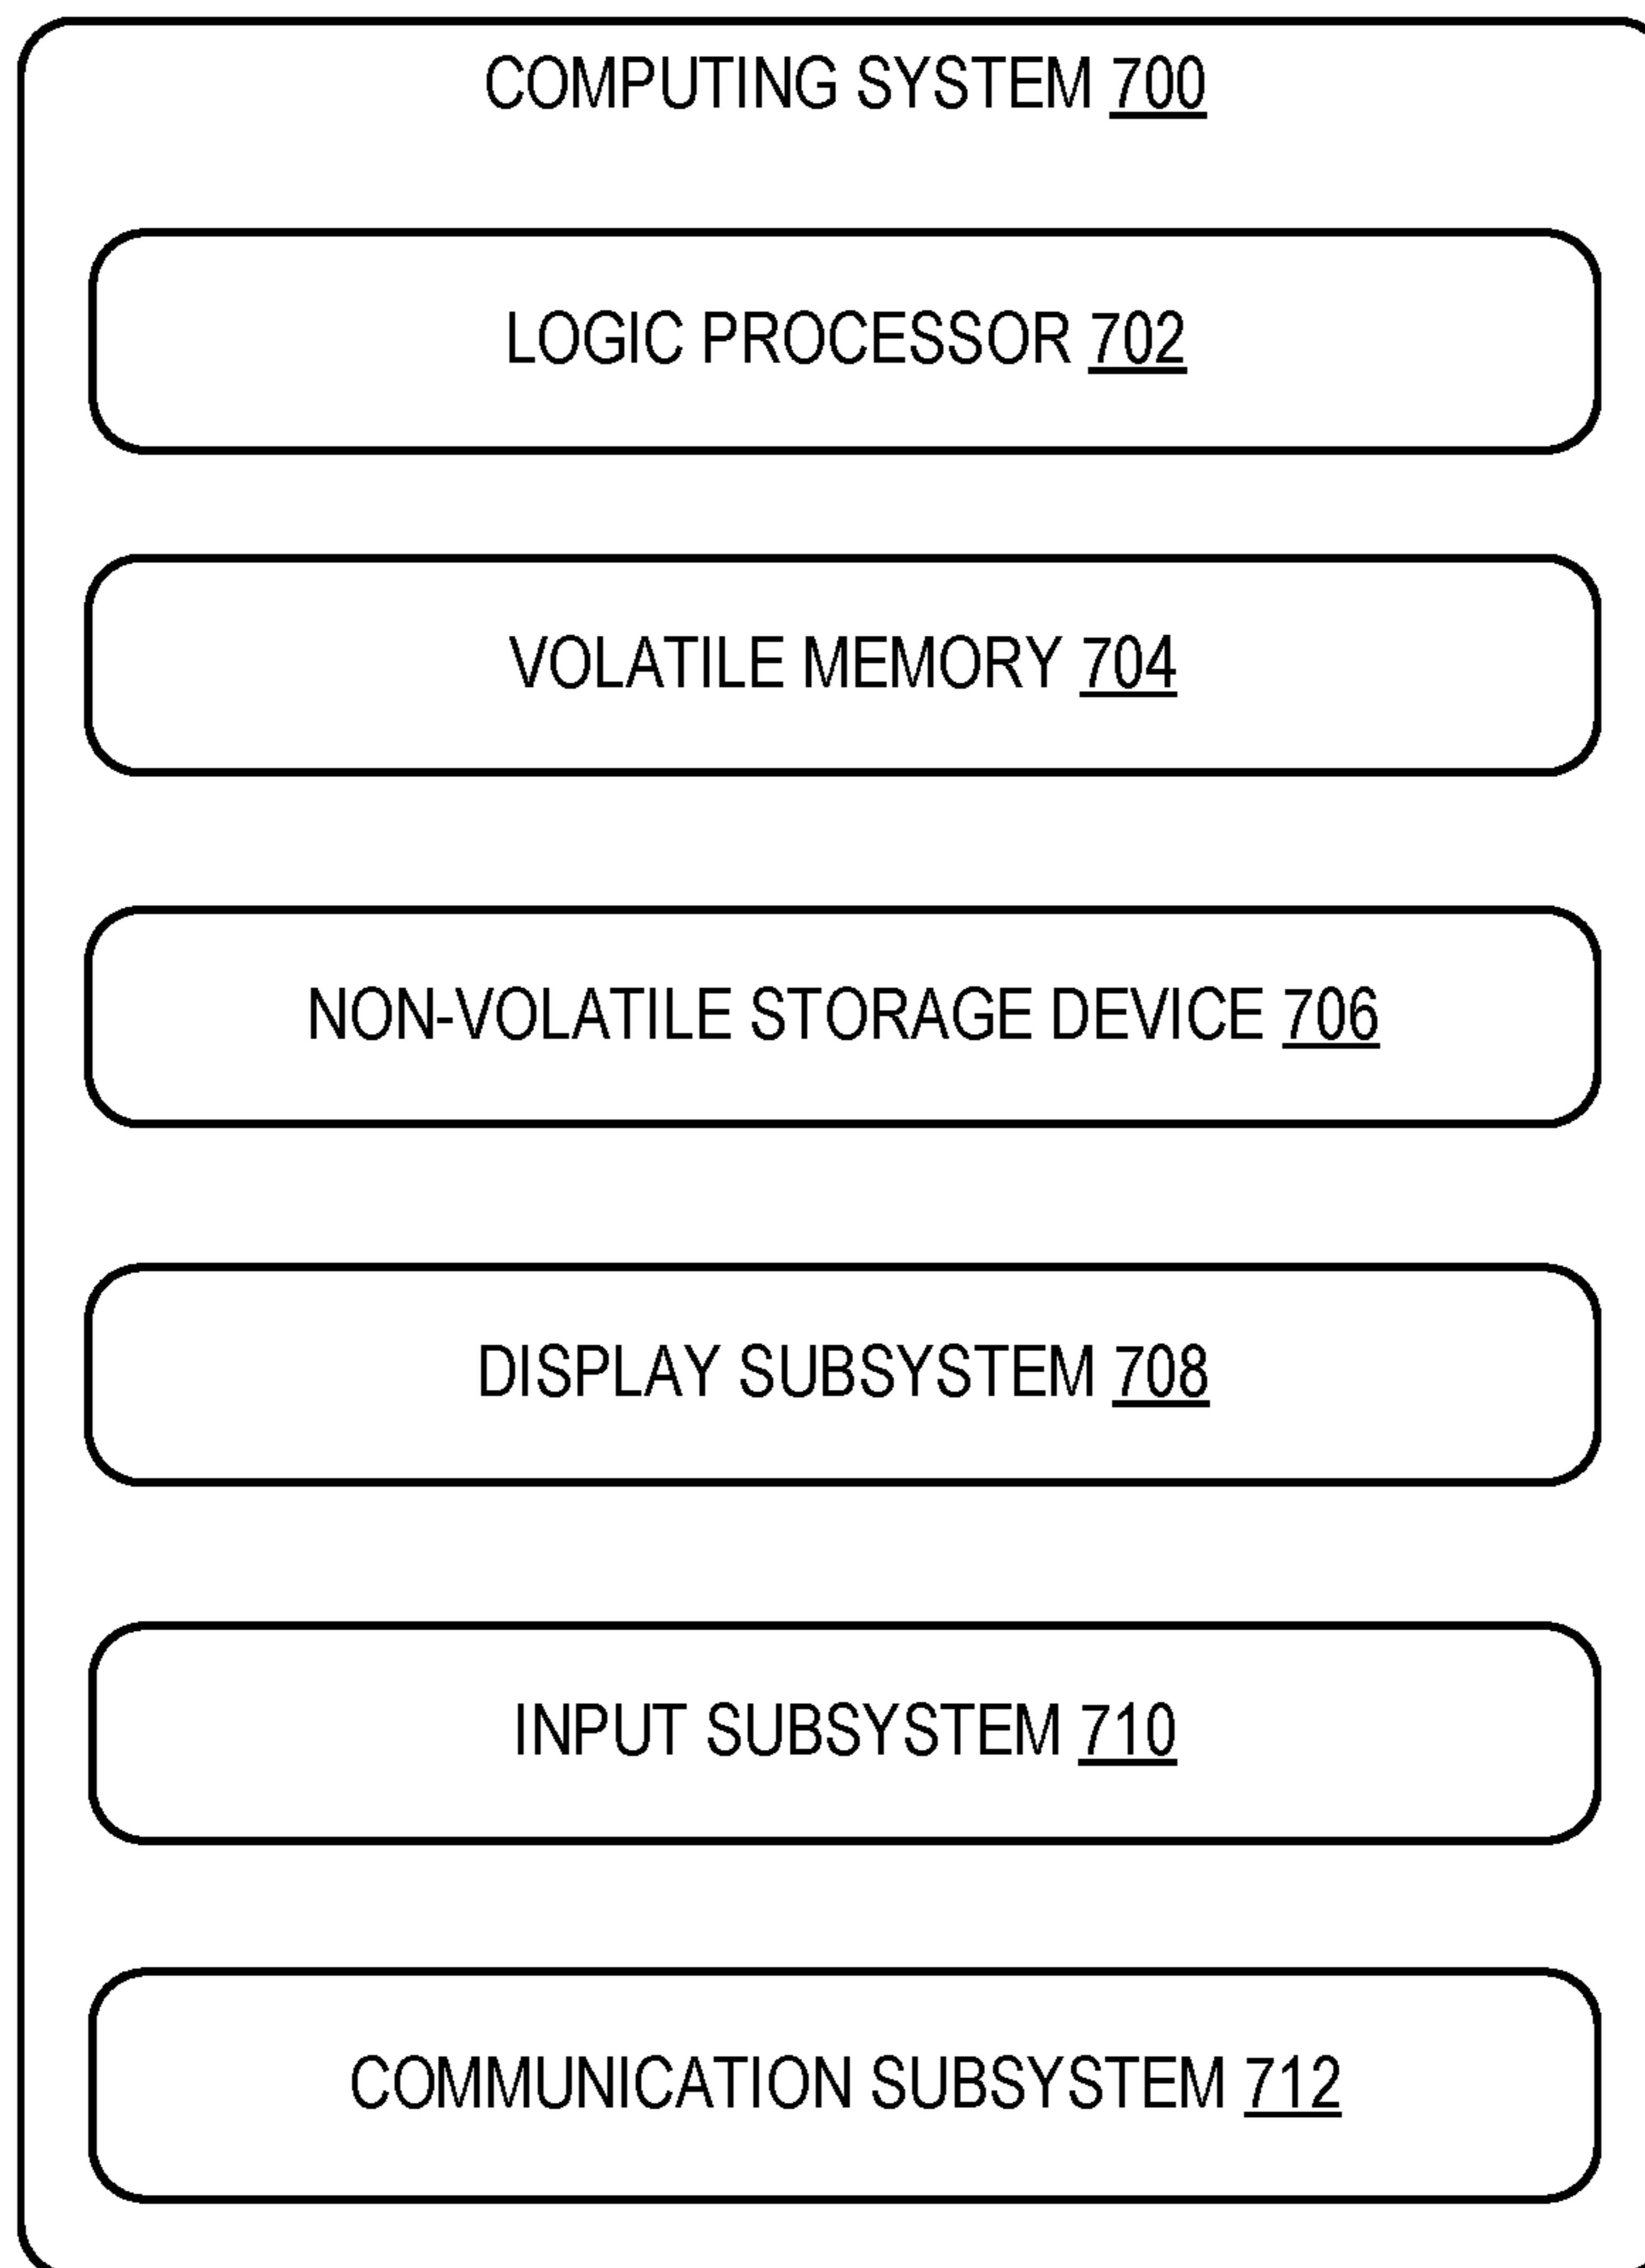 COMPUTING SYSTEM 700
LOGIC PROCESSOR 702
VOLATILE MEMORY 704
NON-VOLATILE STORAGE DEVICE 706
DISPLAY SUBSYSTEM 708
INPUT SUBSYSTEM 710
COMMUNICATION SUBSYSTEM 712